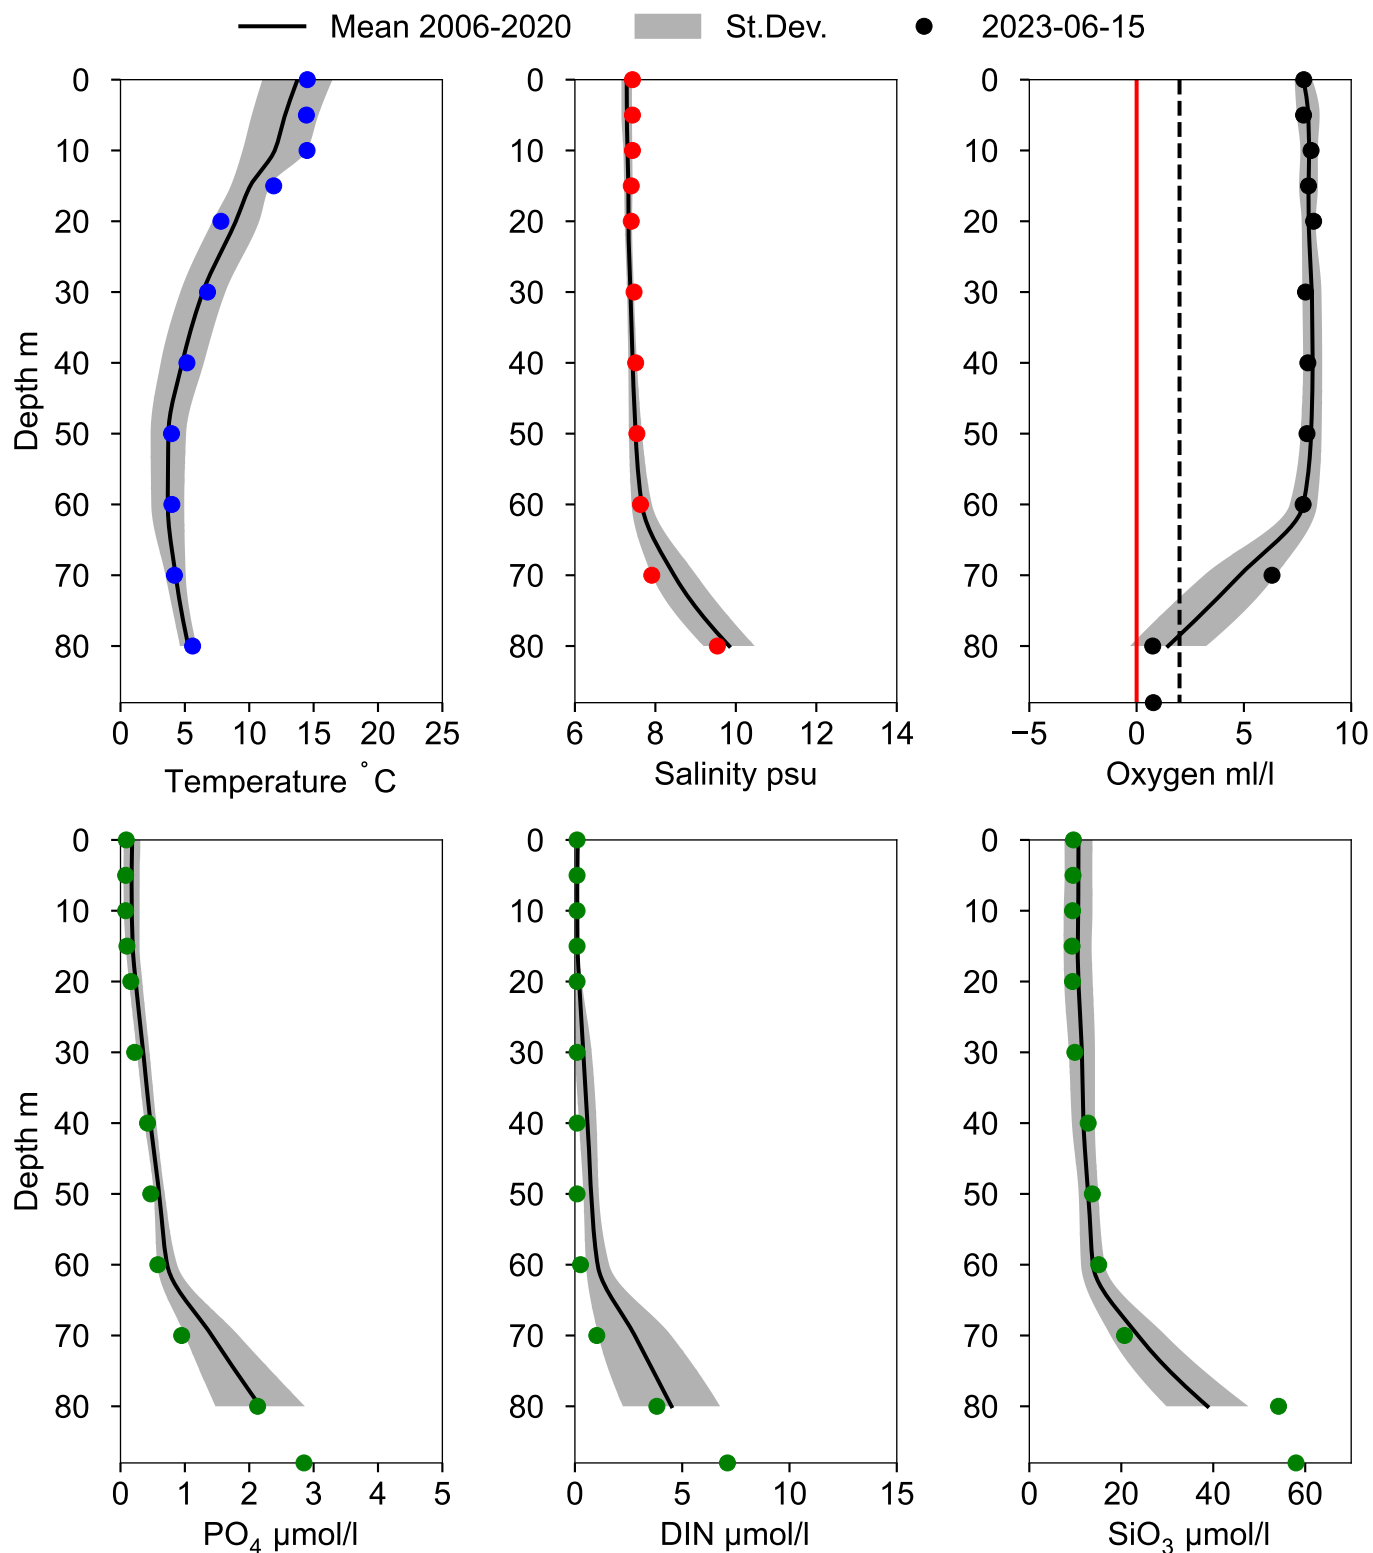 Mean 2006-2020 St.Dev. 2023-06-15
0 0 0
10 10 10
20 20 20
30 30 30
40 40 40
50 50 50
60 60 60
70 70 70
80 80 80
Depth m
0 5 10 15 20 25 6 8 10 12 14 −5 0 5 10
Temperature °C Salinity psu Oxygen ml/l
0 0 0
10 10 10
20 20 20
30 30 30
40 40 40
50 50 50
60 60 60
70 70 70
80 80 80
Depth m
0 1 2 3 4 5 0 5 10 15 0 20 40 60
PO₄ µmol/l DIN µmol/l SiO₃ µmol/l